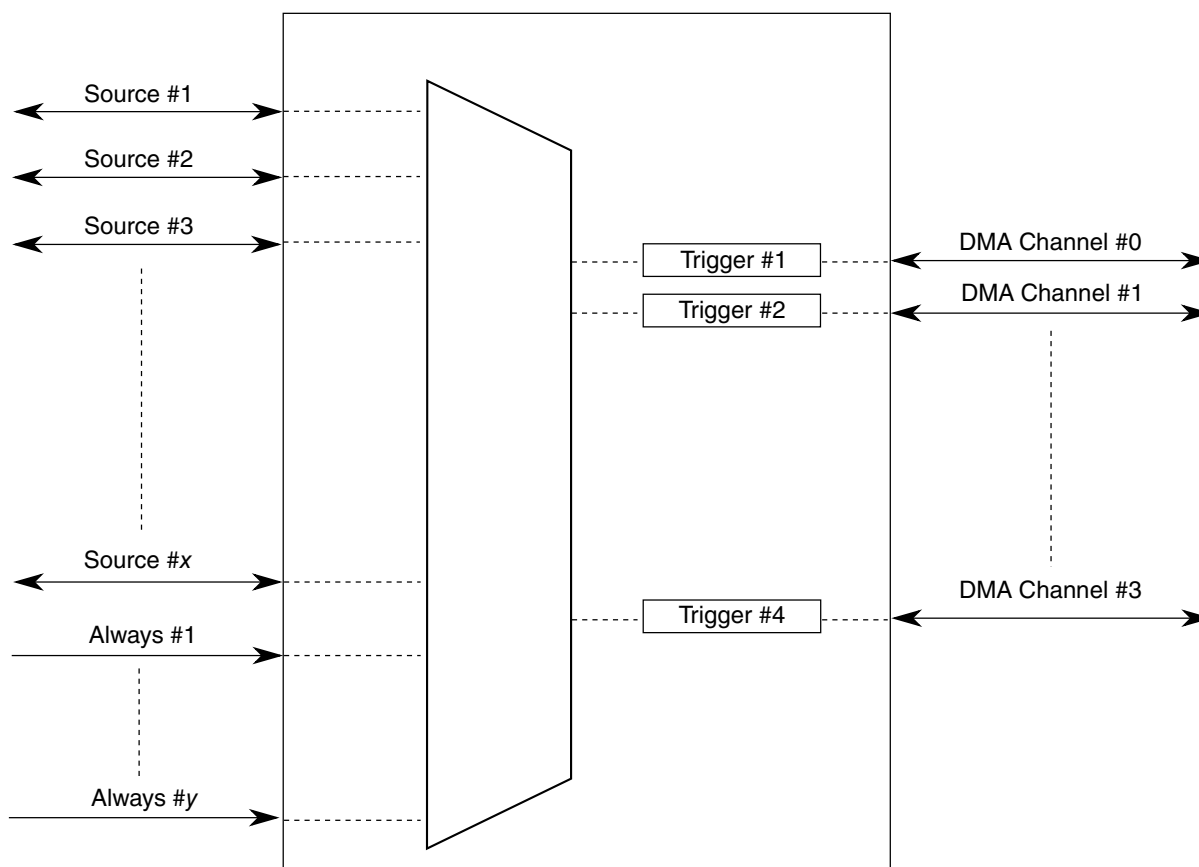 Source #1
Source #2
Source #3
Source #x
Always #1
Always #y
Trigger #1
Trigger #2
Trigger #4
DMA Channel #0
DMA Channel #1
DMA Channel #3